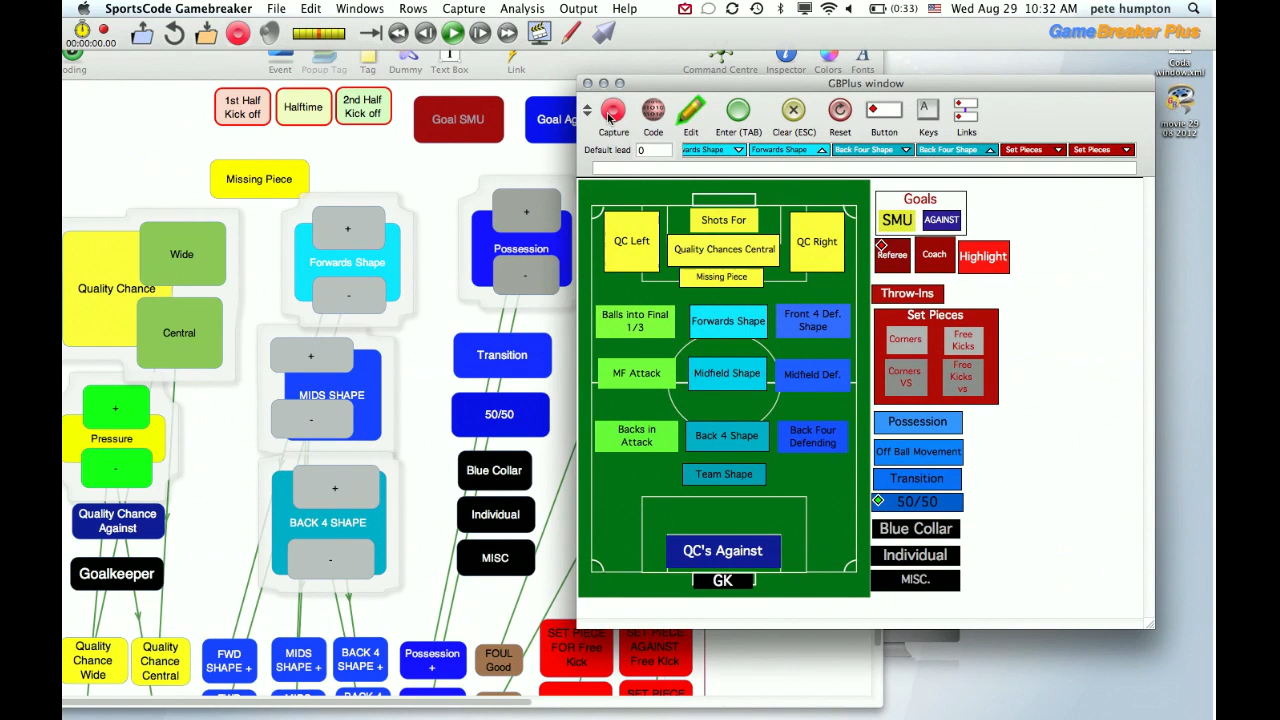 SportsCode Gamebreaker File Edit Windows Rows Capture Analysis Output Help (0:33) Wed Aug 29 10:32 AM pete humpton
00:00:00.00
GameBreaker Plus
Event Popup Tag Tag Dummy Text Box Link Command Centre Inspector Colors Fonts
Coda
window.xml
movie 29
08 2012
1st Half
Kick off
Halftime
2nd Half
Kick off
Goal SMU
Missing Piece
Quality Chance
Wide
Central
+
Forwards Shape
-
+
Possession
-
+
MIDS SHAPE
-
Transition
50/50
+
Pressure
-
Blue Collar
+
BACK 4 SHAPE
-
Individual
Quality Chance
Against
MISC
Goalkeeper
Quality
Chance
Wide
Quality
Chance
Central
FWD
SHAPE +
MIDS
SHAPE +
BACK 4
SHAPE +
Possession
+
FOUL
Good
SET PIECE
FOR Free
Kick
SET PIECE
AGAINST
Free Kick
GBPlus window
Capture Code Edit Enter (TAB) Clear (ESC) Reset Button Keys Links
Default lead 0
Forwards Shape Back Four Shape Back Four Shape Set Pieces Set Pieces
QC Left
Shots For
Quality Chances Central
Missing Piece
QC Right
Balls into Final
1/3
Forwards Shape
Front 4 Def.
Shape
MF Attack
Midfield Shape
Midfield Def.
Backs in
Attack
Back 4 Shape
Back Four
Defending
Team Shape
QC's Against
GK
Goals
SMU AGAINST
Referee
Coach
Highlight
Throw-Ins
Set Pieces
Corners
Free
Kicks
Corners
VS
Free
Kicks
vs
Possession
Off Ball Movement
Transition
50/50
Blue Collar
Individual
MISC.